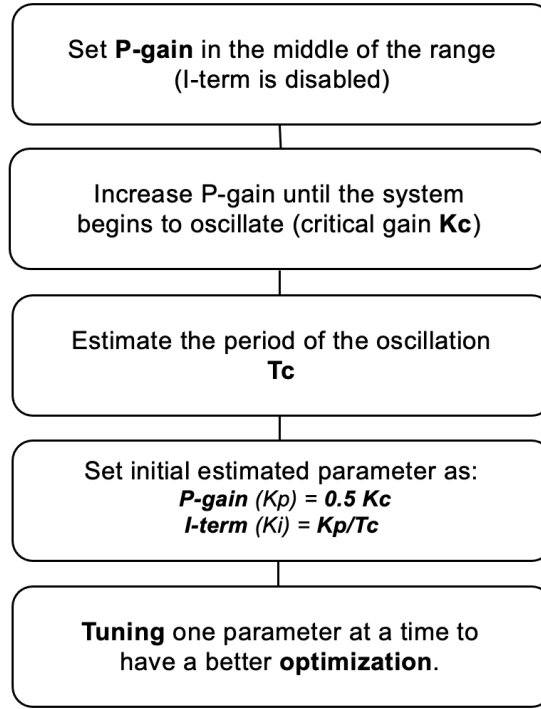 Set P-gain in the middle of the range
(I-term is disabled)
Increase P-gain until the system
begins to oscillate (critical gain Kc)
Estimate the period of the oscillation
Tc
Set initial estimated parameter as:
P-gain (Kp) = 0.5 Kc
I-term (Ki) = Kp/Tc
Tuning one parameter at a time to
have a better optimization.